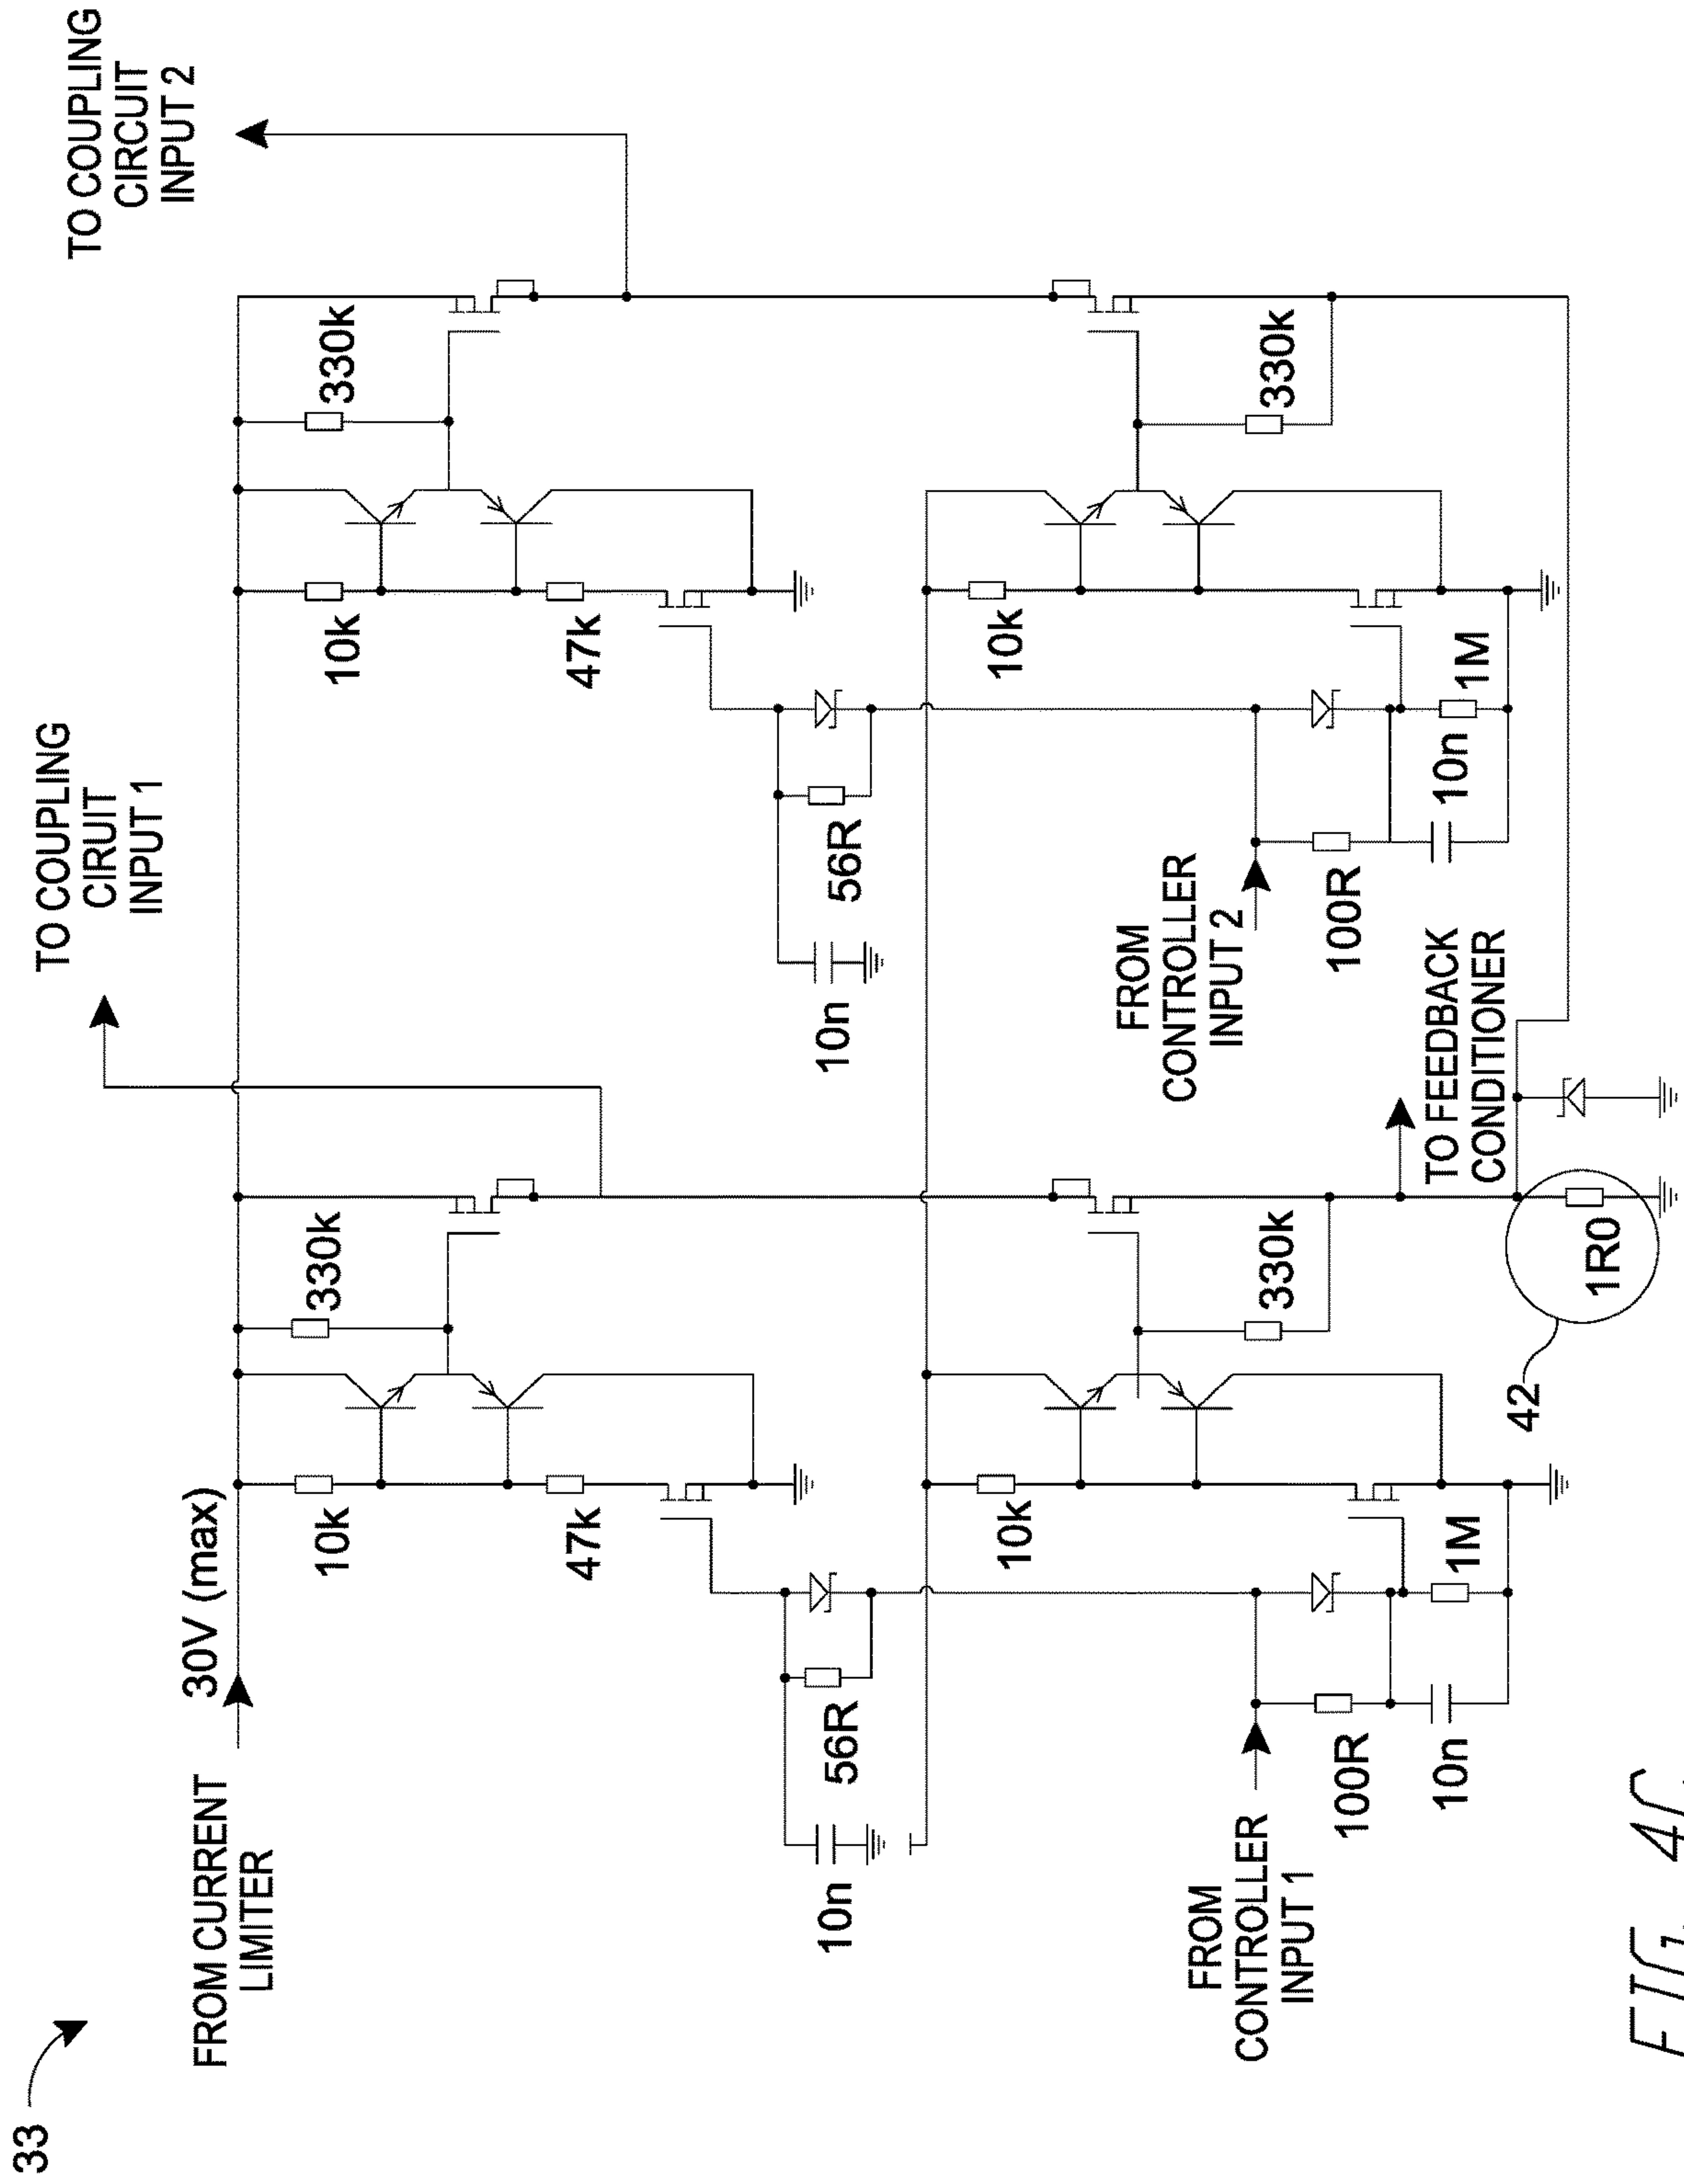 33
TO COUPLING
CIRUIT
INPUT 1
TO COUPLING
CIRCUIT
INPUT 2
FROM CURRENT
LIMITER
30V (max)
10k
330k
10k
330k
47k
47k
10n
56R
10n
56R
10k
330k
10k
330k
FROM
CONTROLLER
INPUT 1
100R
10n
1M
FROM
CONTROLLER
INPUT 2
100R
10n
1M
TO FEEDBACK
CONDITIONER
42
1R0
FIG. 4C